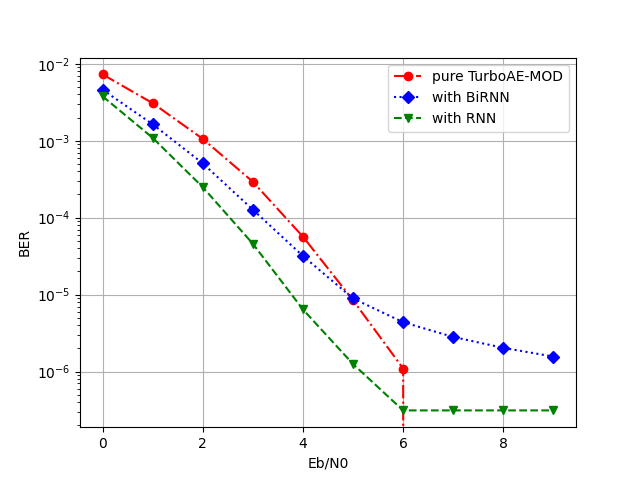 pure TurboAE-MOD
with BiRNN
with RNN
10⁻²
10⁻³
10⁻⁴
10⁻⁵
10⁻⁶
BER
0
2
4
6
8
Eb/N0